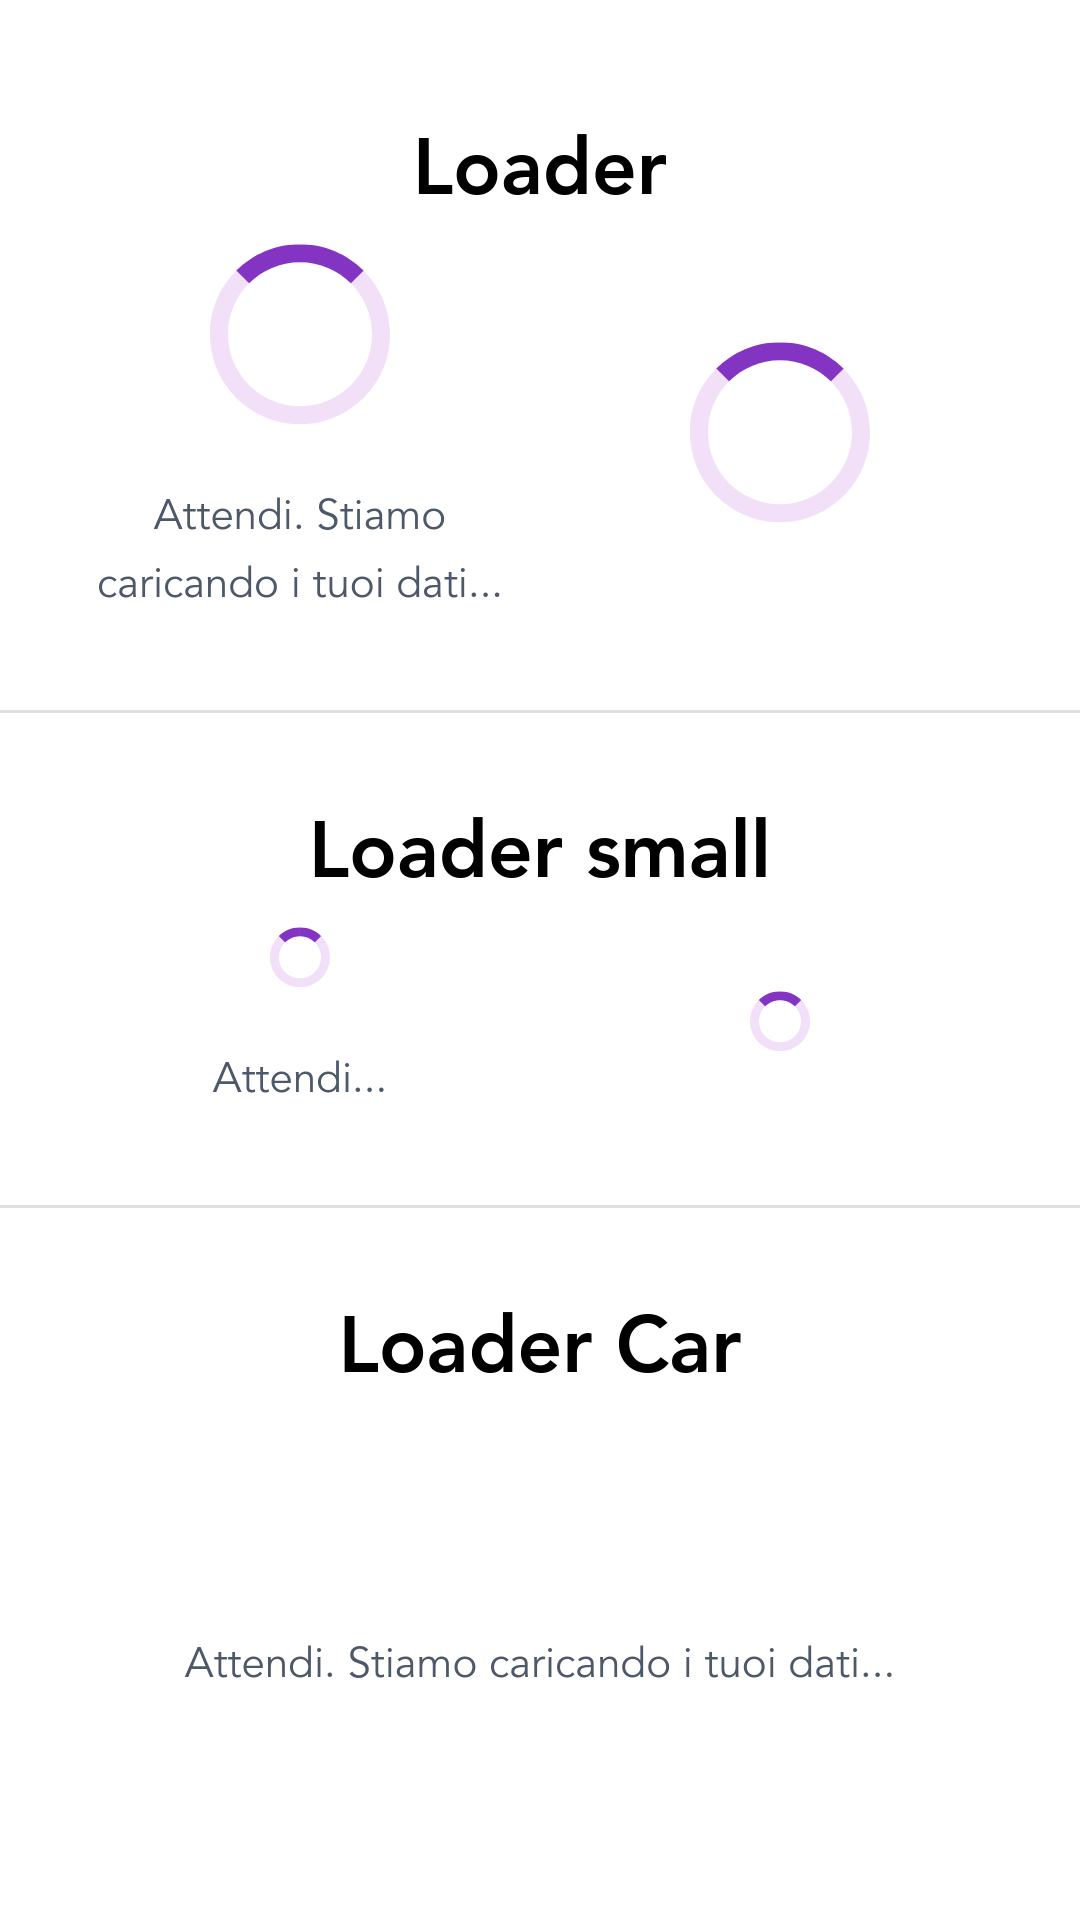 Loader
Attendi. Stiamo
caricando i tuoi dati...
Loader small
Attendi...
Loader Car
Attendi. Stiamo caricando i tuoi dati...